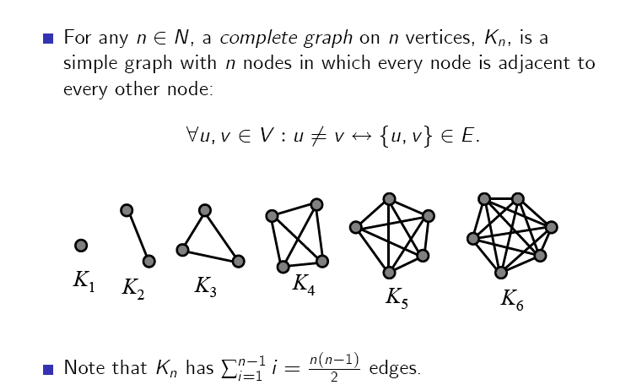 For any n ∈ N, a complete graph on n vertices, Kₙ, is a
simple graph with n nodes in which every node is adjacent to
every other node:
∀u, v ∈ V : u ≠ v ↔ {u, v} ∈ E.
K₁ K₂ K₃ K₄ K₅ K₆
Note that Kₙ has ∑ᵢ₌₁ⁿ⁻¹ i = n(n−1)/2 edges.